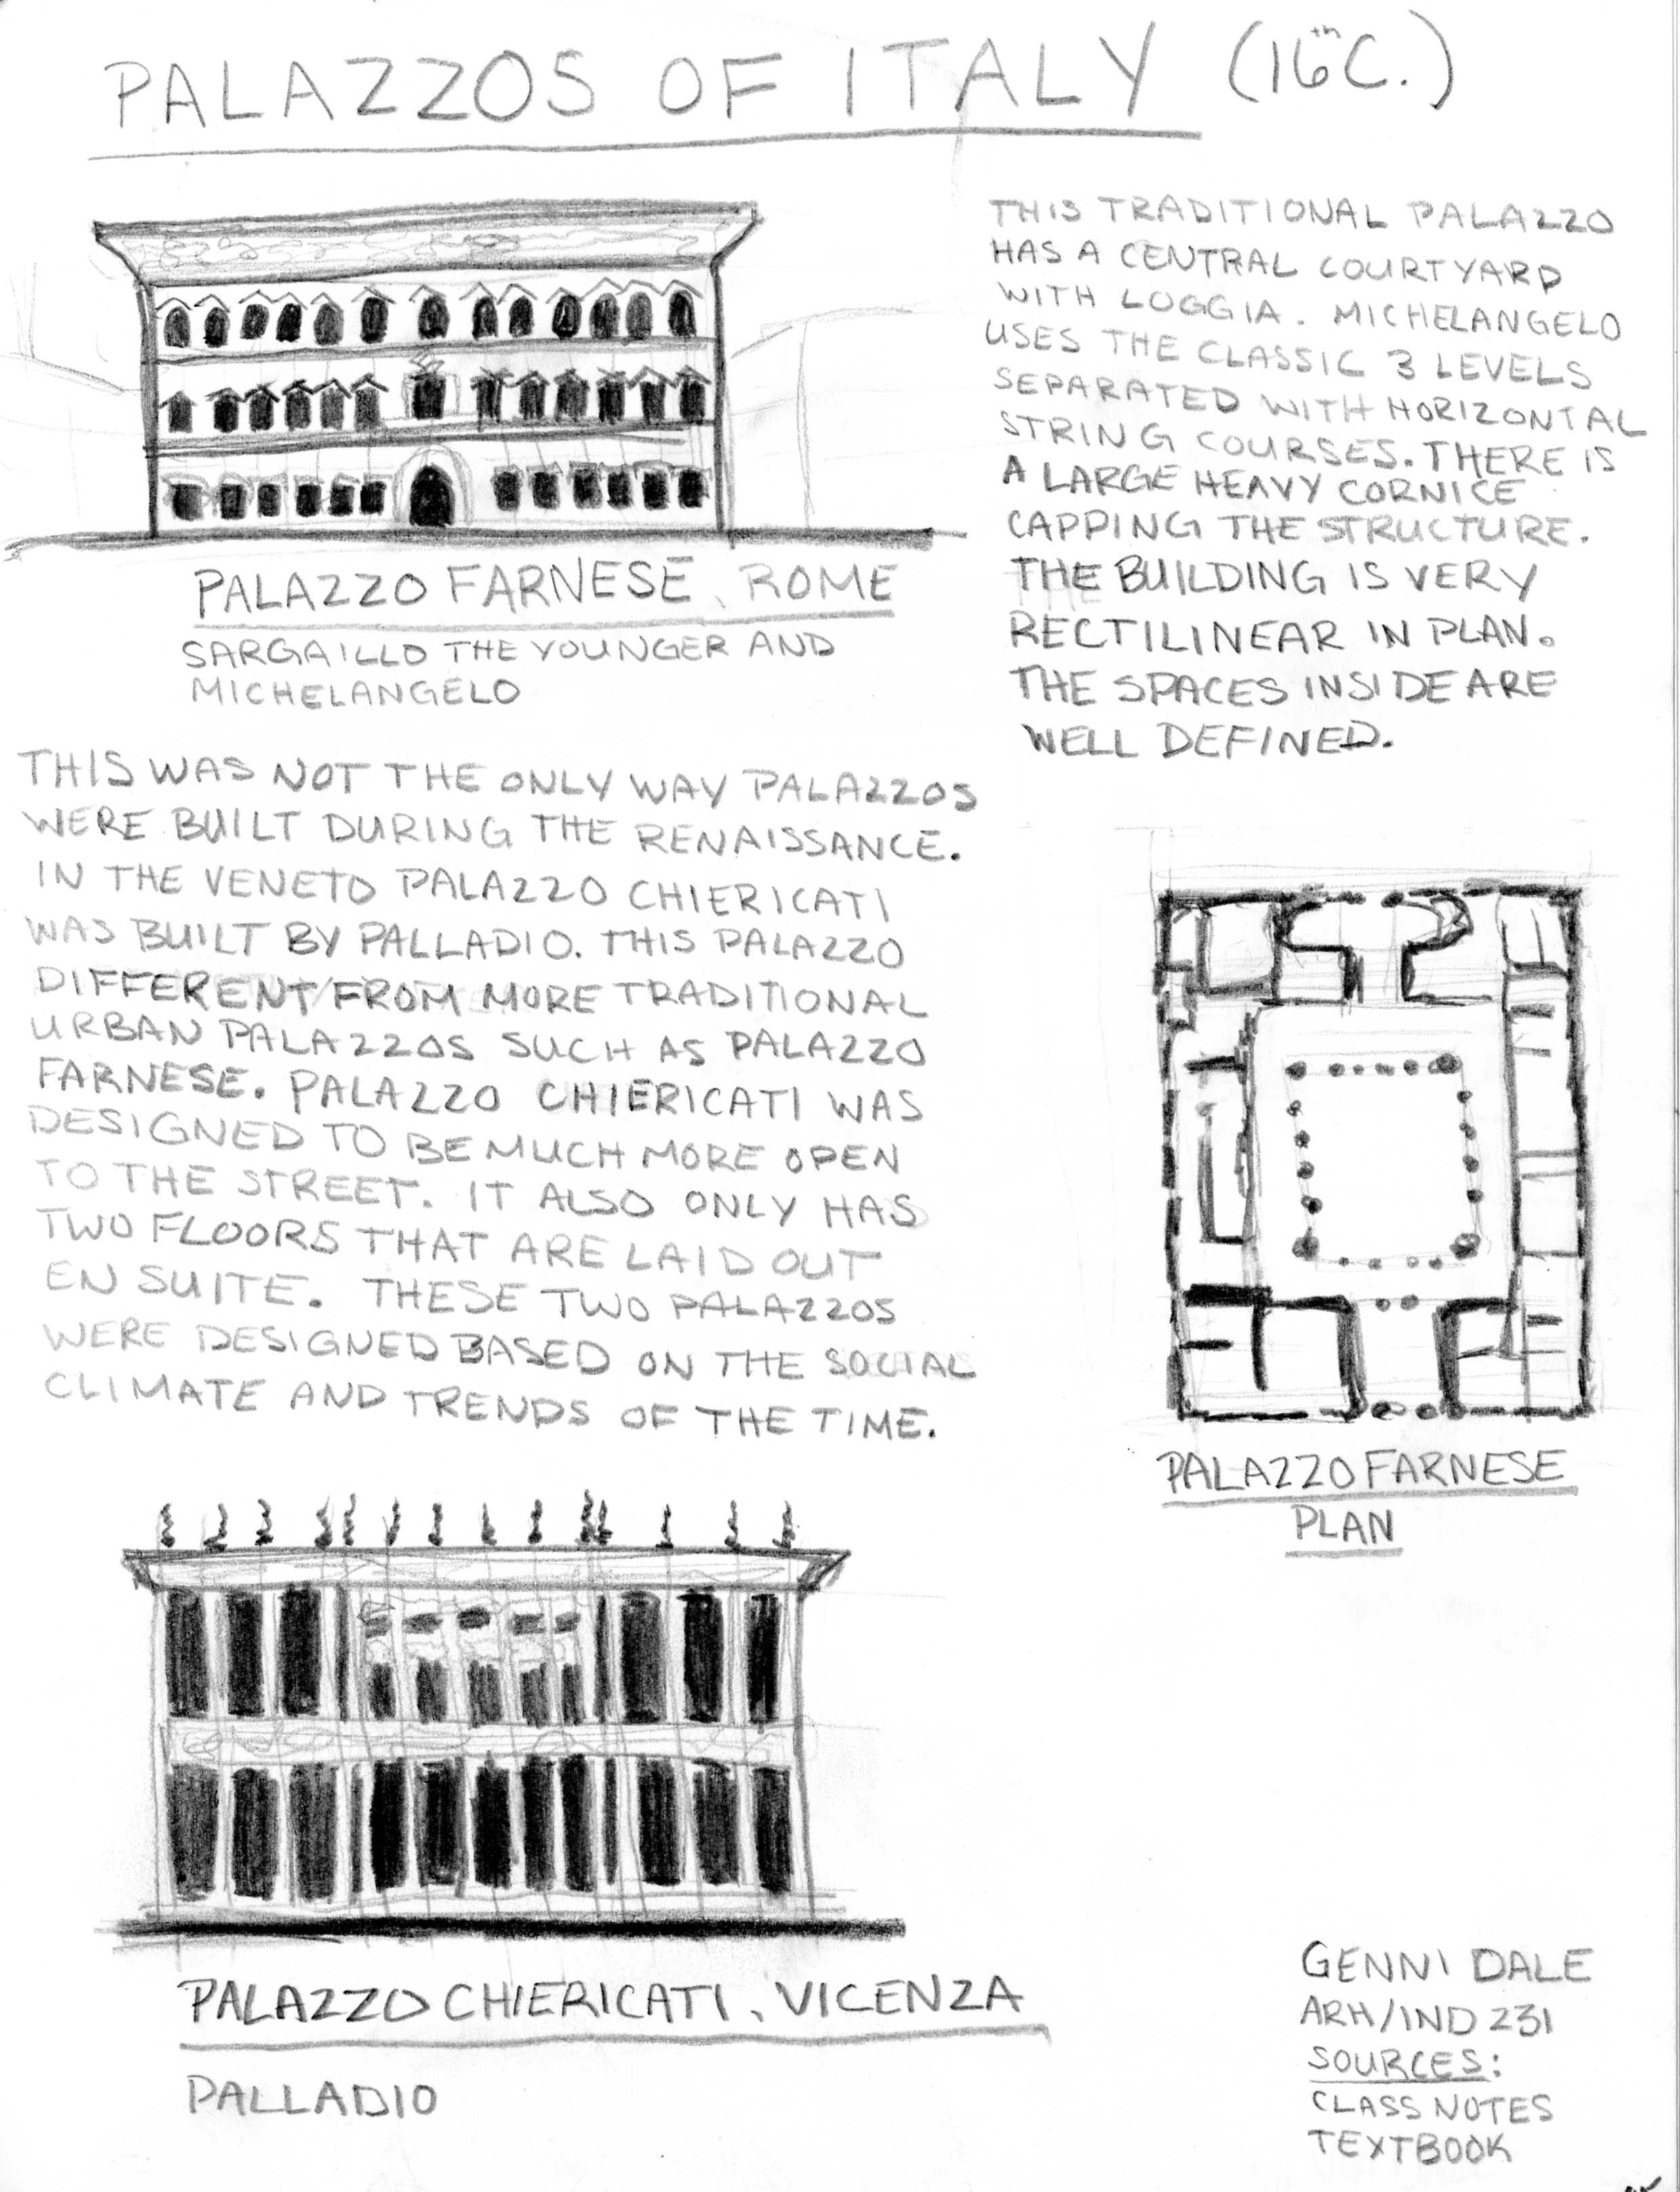 PALAZZOS OF ITALY (16th C.)
THIS TRADITIONAL PALAZZO
HAS A CENTRAL COURTYARD
WITH LOGGIA. MICHELANGELO
USES THE CLASSIC 3 LEVELS
SEPARATED WITH HORIZONTAL
STRING COURSES. THERE IS
A LARGE HEAVY CORNICE
CAPPING THE STRUCTURE.
THE BUILDING IS VERY
RECTILINEAR IN PLAN.
THE SPACES INSIDE ARE
WELL DEFINED.
PALAZZO FARNESE, ROME
SARGAILLO THE YOUNGER AND
MICHELANGELO
THIS WAS NOT THE ONLY WAY PALAZZOS
WERE BUILT DURING THE RENAISSANCE.
IN THE VENETO PALAZZO CHIERICATI
WAS BUILT BY PALLADIO. THIS PALAZZO
DIFFERENT FROM MORE TRADITIONAL
URBAN PALAZZOS SUCH AS PALAZZO
FARNESE. PALAZZO CHIERICATI WAS
DESIGNED TO BE MUCH MORE OPEN
TO THE STREET. IT ALSO ONLY HAS
TWO FLOORS THAT ARE LAID OUT
EN SUITE. THESE TWO PALAZZOS
WERE DESIGNED BASED ON THE SOCIAL
CLIMATE AND TRENDS OF THE TIME.
PALAZZO FARNESE
PLAN
PALAZZO CHIERICATI, VICENZA
PALLADIO
GENNI DALE
ARH/IND 231
SOURCES:
CLASS NOTES
TEXTBOOK